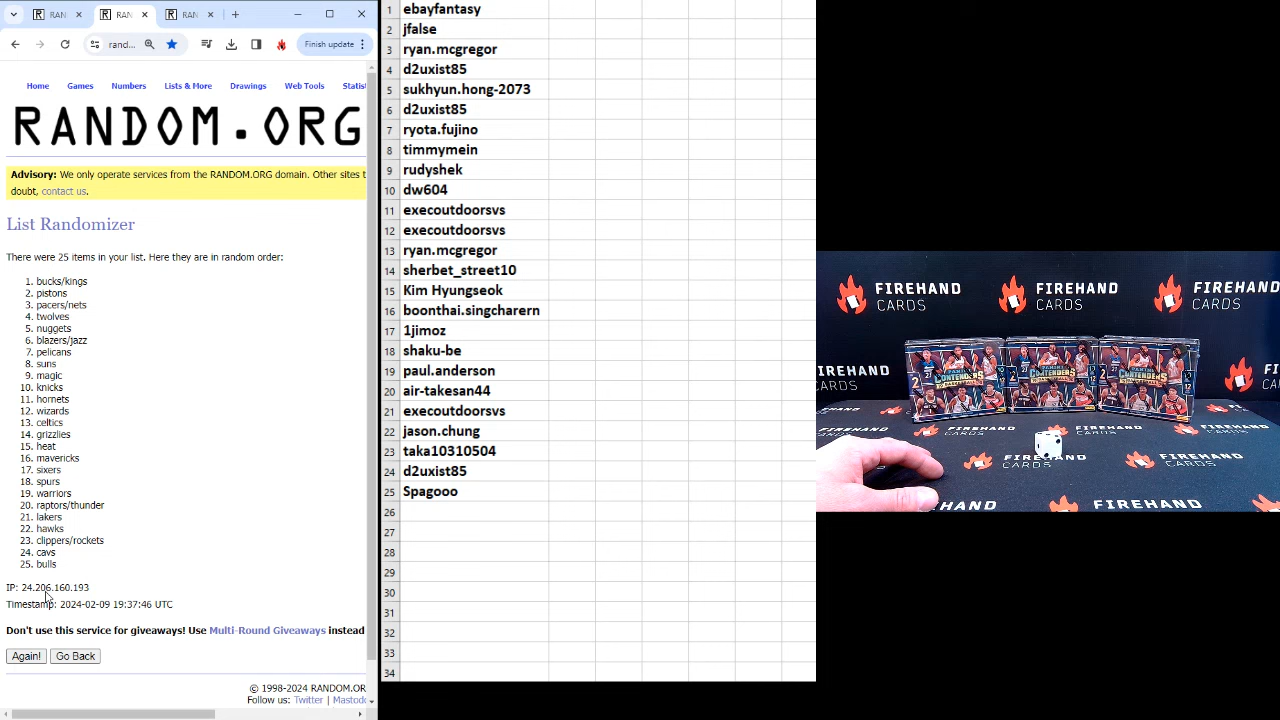 RAN
RAN
RAN
rand...
Finish update
Home Games Numbers Lists & More Drawings Web Tools Statist
RANDOM.ORG
Advisory: We only operate services from the RANDOM.ORG domain. Other sites t
doubt, contact us.
List Randomizer
There were 25 items in your list. Here they are in random order:
1. bucks/kings
2. pistons
3. pacers/nets
4. twolves
5. nuggets
6. blazers/jazz
7. pelicans
8. suns
9. magic
10. knicks
11. hornets
12. wizards
13. celtics
14. grizzlies
15. heat
16. mavericks
17. sixers
18. spurs
19. warriors
20. raptors/thunder
21. lakers
22. hawks
23. clippers/rockets
24. cavs
25. bulls
IP: 24.206.160.193
Timestamp: 2024-02-09 19:37:46 UTC
Don't use this service for giveaways! Use Multi-Round Giveaways instead
Again! Go Back
© 1998-2024 RANDOM.OR
Follow us: Twitter | Mastod
1 ebayfantasy
2 jfalse
3 ryan.mcgregor
4 d2uxist85
5 sukhyun.hong-2073
6 d2uxist85
7 ryota.fujino
8 timmymein
9 rudyshek
10 dw604
11 execoutdoorsvs
12 execoutdoorsvs
13 ryan.mcgregor
14 sherbet_street10
15 Kim Hyungseok
16 boonthai.singcharern
17 1jimoz
18 shaku-be
19 paul.anderson
20 air-takesan44
21 execoutdoorsvs
22 jason.chung
23 taka10310504
24 d2uxist85
25 Spagooo
26
27
28
29
30
31
32
33
34
FIREHAND
CARDS
FIREHAND
CARDS
FIREHAND
CARDS
CONTENDERS
CONTENDERS
CONTENDERS
FIREHAND
CARDS
FIREHAND
FIREHAND